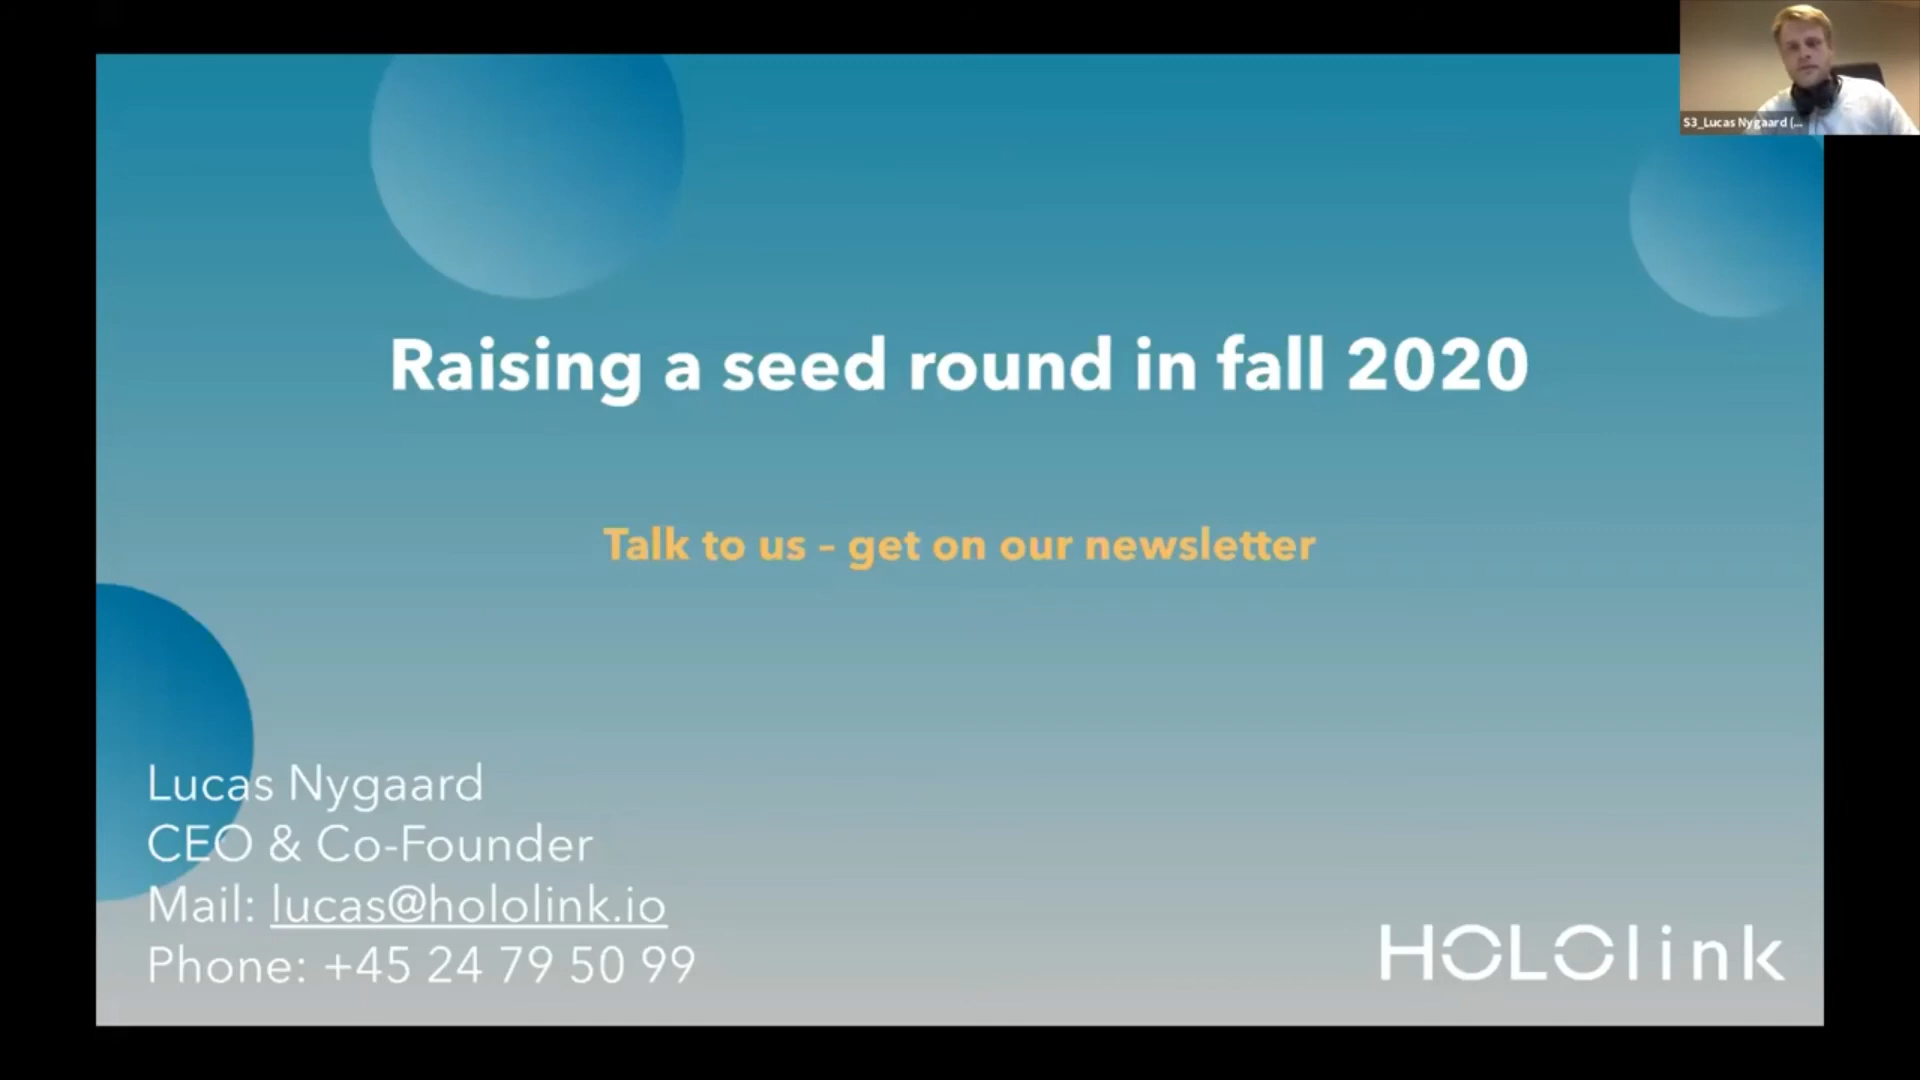 S3_Lucas Nygaard (...
Raising a seed round in fall 2020
Talk to us – get on our newsletter
Lucas Nygaard
CEO & Co-Founder
Mail: lucas@hololink.io
Phone: +45 24 79 50 99
HOLOlink